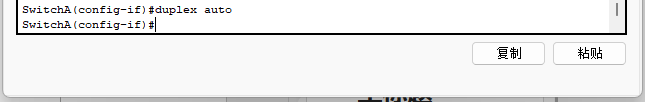 SwitchA(config-if)#duplex auto
SwitchA(config-if)#
复制
粘贴